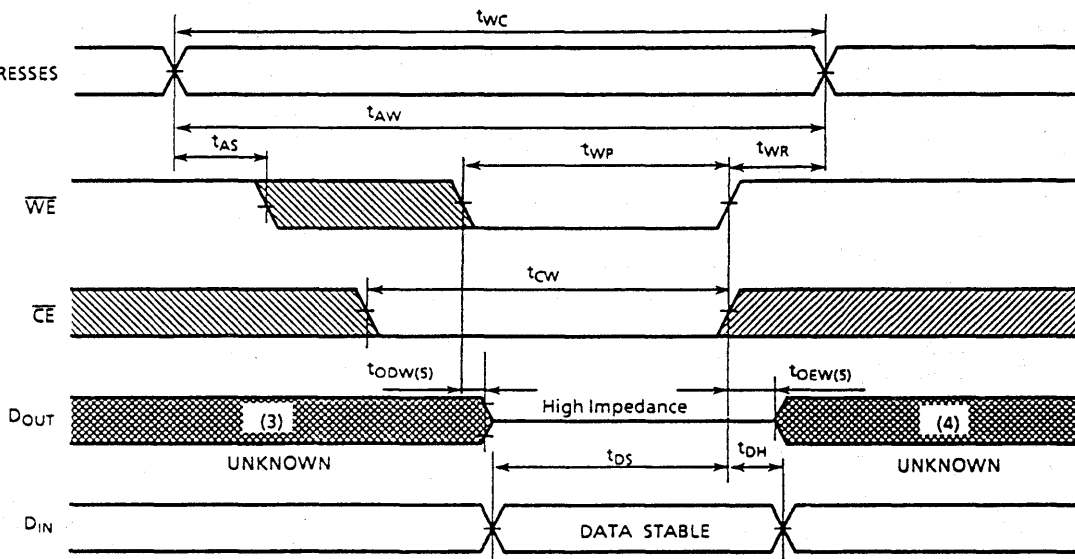 tWC
RESSES
tAW
tAS
tWP
tWR
WE
CE
tCW
tODW(5)
tOEW(5)
DOUT
(3)
High Impedance
(4)
UNKNOWN
tDS
tDH
UNKNOWN
DIN
DATA STABLE